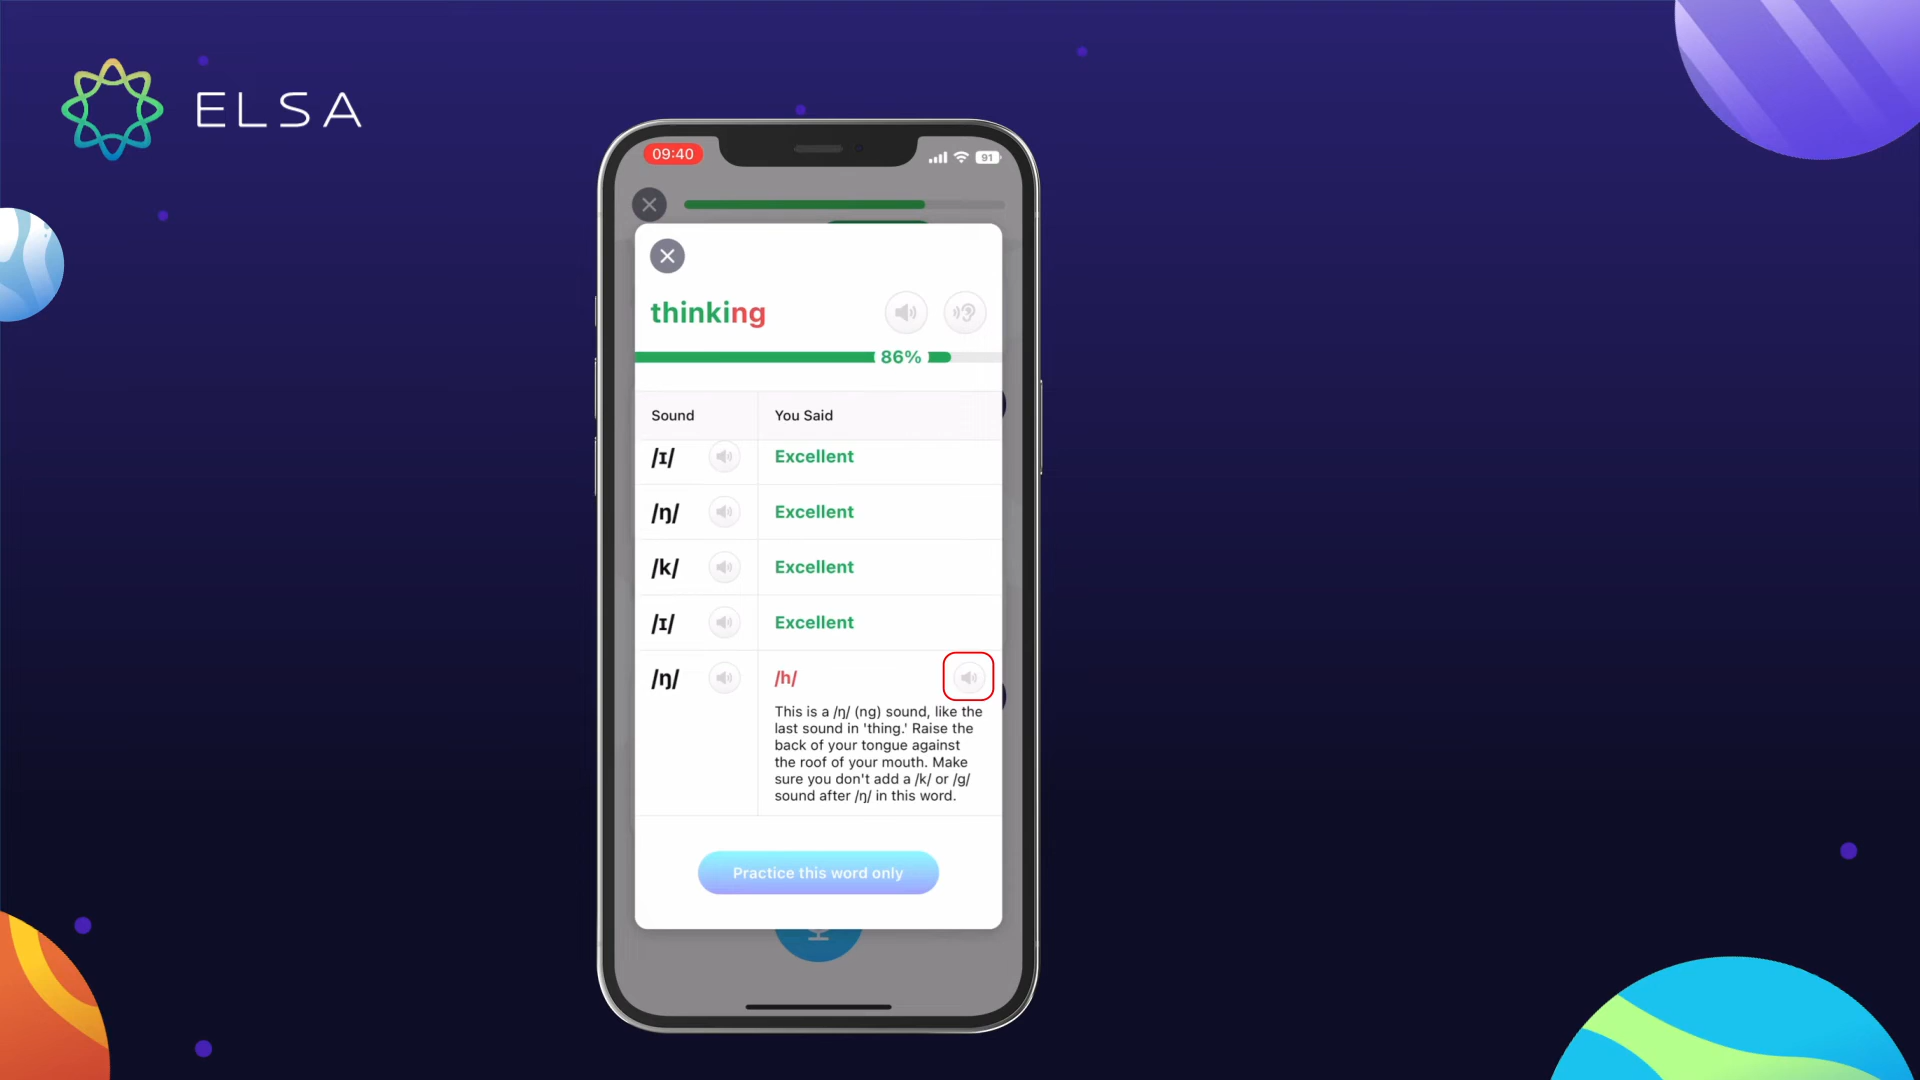 ELSA
09:40
91
thinking
86%
Sound You Said
/ɪ/ Excellent
/ŋ/ Excellent
/k/ Excellent
/ɪ/ Excellent
/ŋ/ /h/
This is a /ŋ/ (ng) sound, like the
last sound in 'thing.' Raise the
back of your tongue against
the roof of your mouth. Make
sure you don't add a /k/ or /g/
sound after /ŋ/ in this word.
Practice this word only